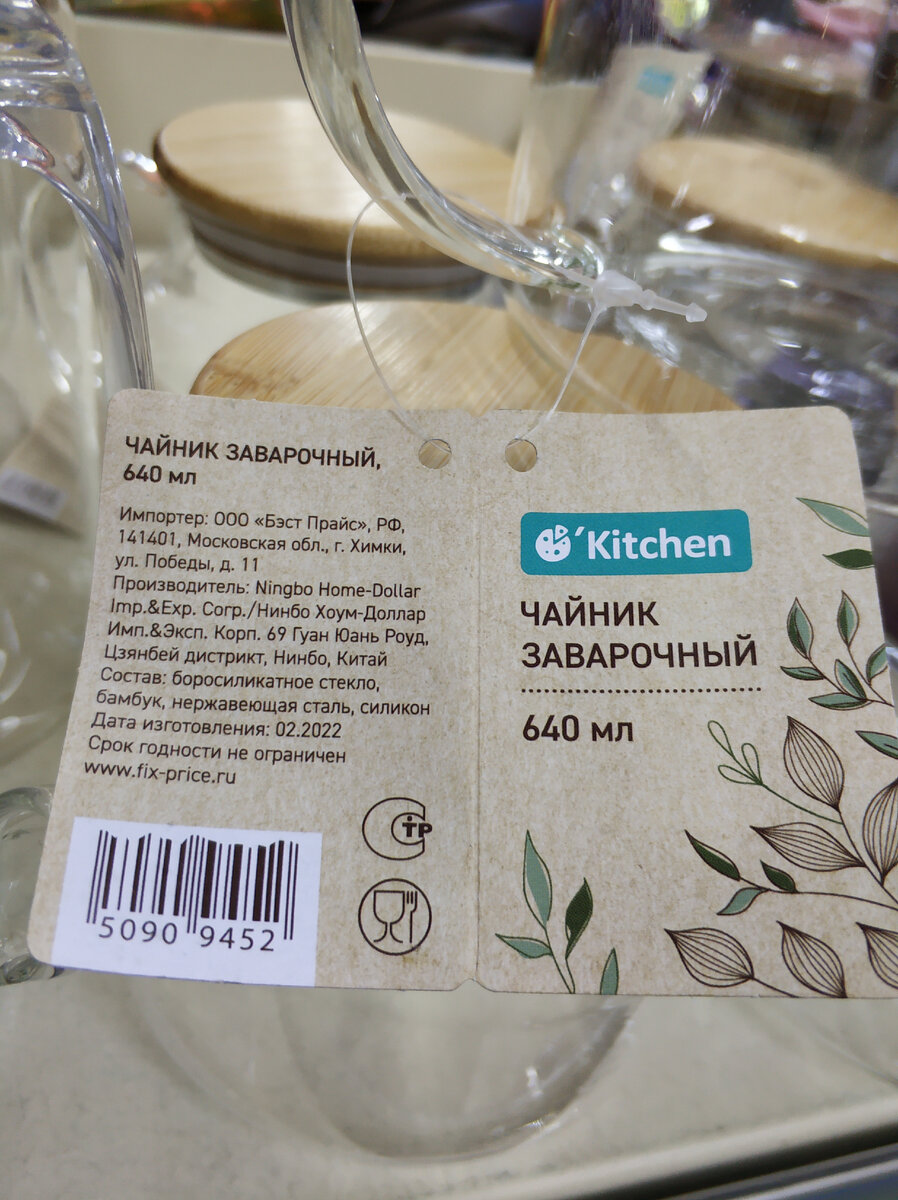 ЧАЙНИК ЗАВАРОЧНЫЙ,
640 мл
Импортер: ООО «Бэст Прайс», РФ,
141401, Московская обл., г. Химки,
ул. Победы, д. 11
Производитель: Ningbo Home-Dollar
Imp.&Exp. Corp./Нинбо Хоум-Доллар
Имп.&Эксп. Корп. 69 Гуан Юань Роуд,
Цзянбей дистрикт, Нинбо, Китай
Состав: боросиликатное стекло,
бамбук, нержавеющая сталь, силикон
Дата изготовления: 02.2022
Срок годности не ограничен
www.fix-price.ru
СТР
5090 9452
´Kitchen
ЧАЙНИК
ЗАВАРОЧНЫЙ
640 мл